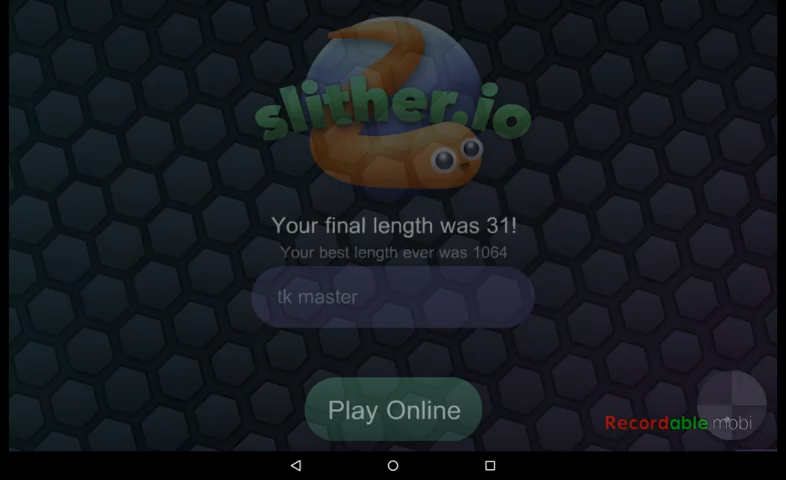 slither.io
Your final length was 31!
Your best length ever was 1064
tk master
Play Online
Recordable.mobi